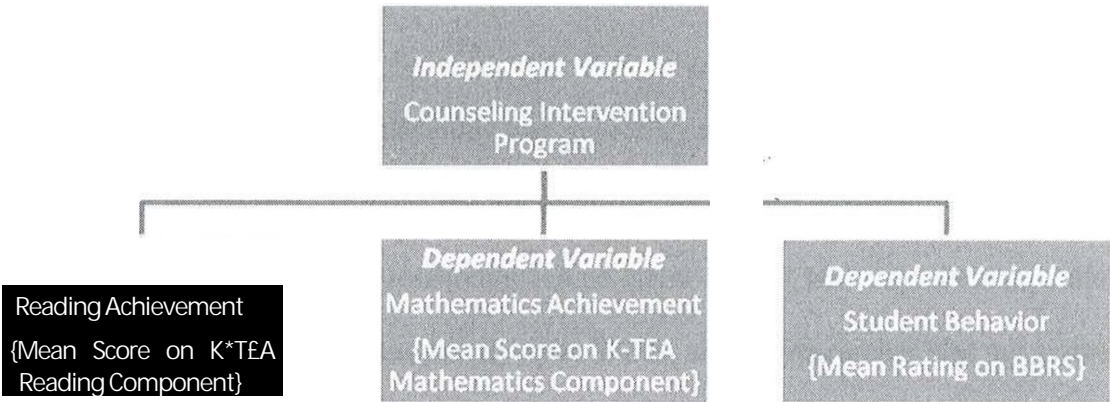 Independent Variable
Counseling Intervention
Program
Reading Achievement
{Mean Score on K*T£A
Reading Component}
Dependent Variable
Mathematics Achievement
{Mean Score on K-TEA
Mathematics Component}
Dependent Variable
Student Behavior
{Mean Rating on BBRS}